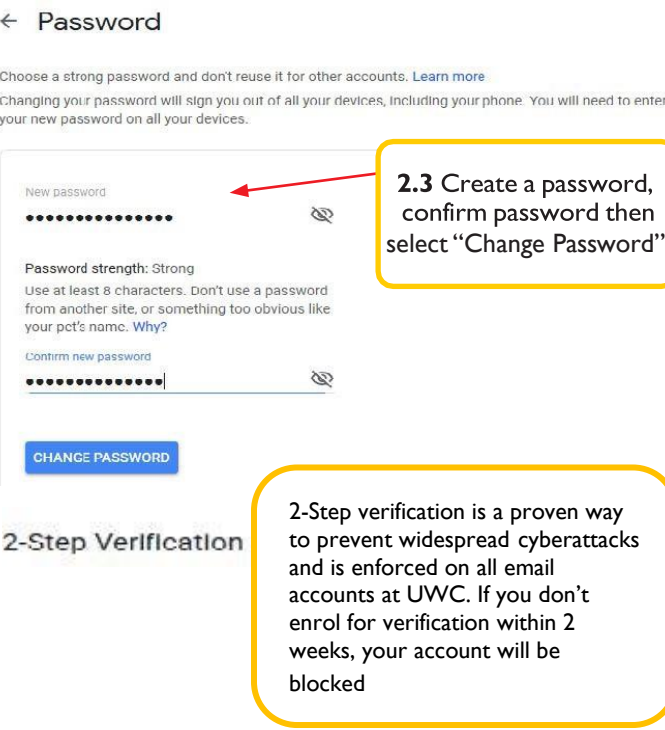 ← Password
Choose a strong password and don't reuse it for other accounts. Learn more
Changing your password will sign you out of all your devices, including your phone. You will need to enter
your new password on all your devices.
New password
•••••••••••••••
2.3 Create a password,
confirm password then
select “Change Password”
Password strength: Strong
Use at least 8 characters. Don't use a password
from another site, or something too obvious like
your pet's name. Why?
Confirm new password
••••••••••••••
CHANGE PASSWORD
2-Step Verification
2-Step verification is a proven way
to prevent widespread cyberattacks
and is enforced on all email
accounts at UWC. If you don’t
enrol for verification within 2
weeks, your account will be
blocked